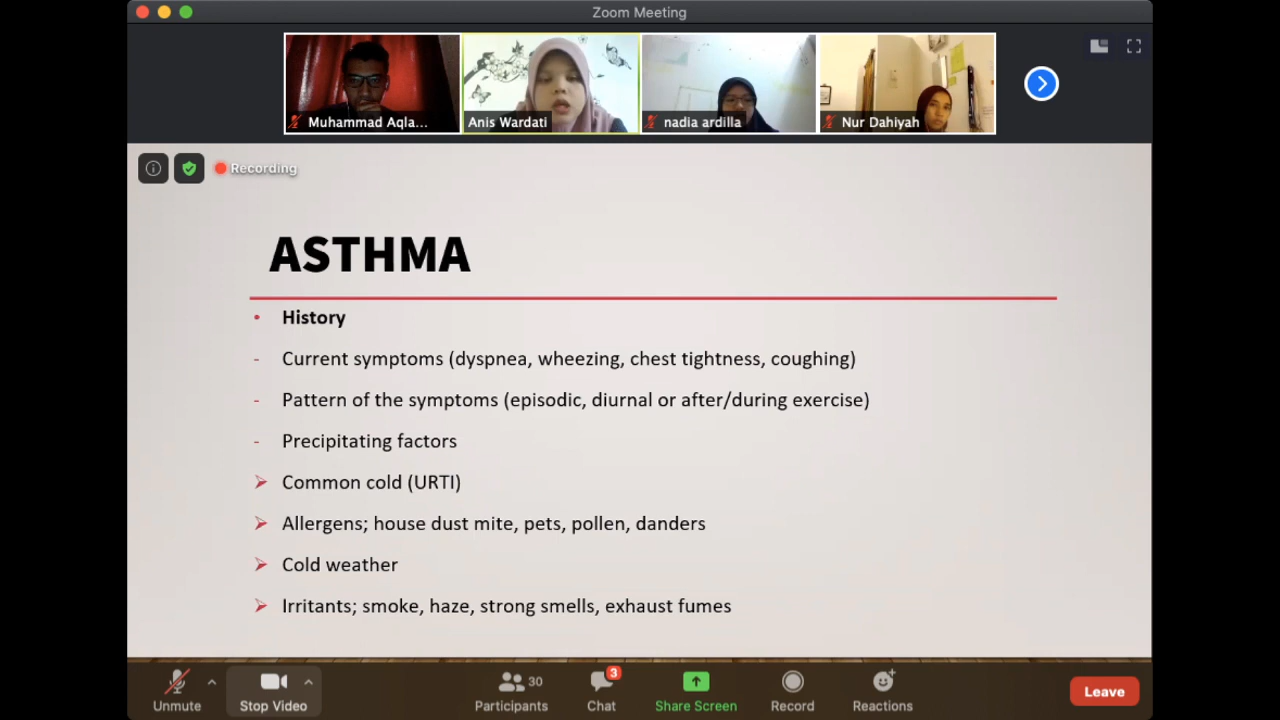 Zoom Meeting
Muhammad Aqla...
Anis Wardati
nadia ardilla
Nur Dahiyah
Recording
ASTHMA
• History
- Current symptoms (dyspnea, wheezing, chest tightness, coughing)
- Pattern of the symptoms (episodic, diurnal or after/during exercise)
- Precipitating factors
➢ Common cold (URTI)
➢ Allergens; house dust mite, pets, pollen, danders
➢ Cold weather
➢ Irritants; smoke, haze, strong smells, exhaust fumes
Unmute
Stop Video
30
Participants
3
Chat
Share Screen
Record
Reactions
Leave